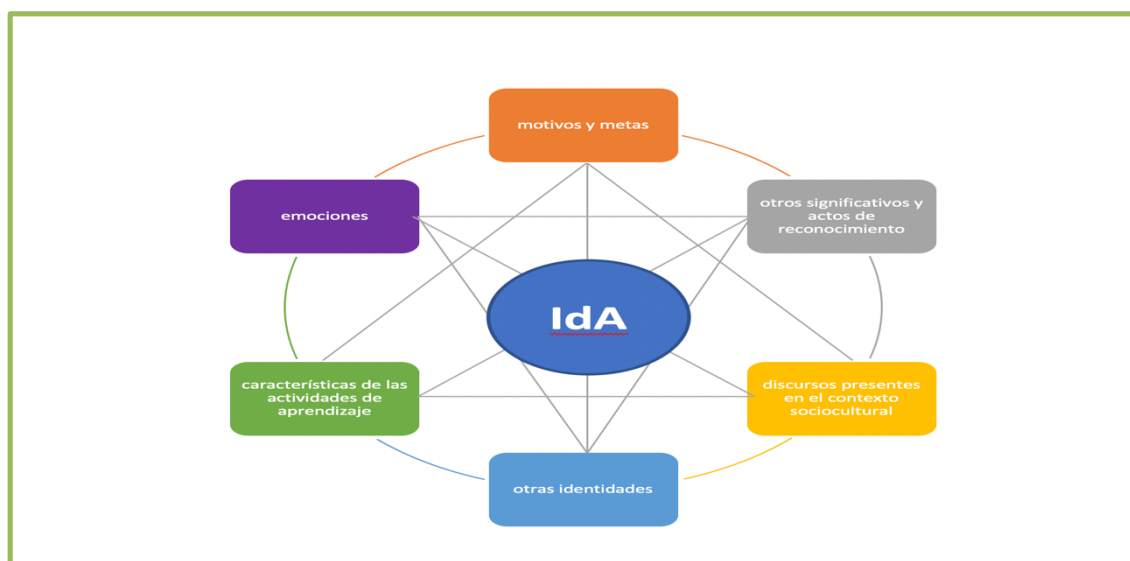 motivos y metas
emociones
otros significativos y
actos de
reconocimiento
IdA
características de las
actividades de
aprendizaje
discursos presentes
en el contexto
sociocultural
otras identidades